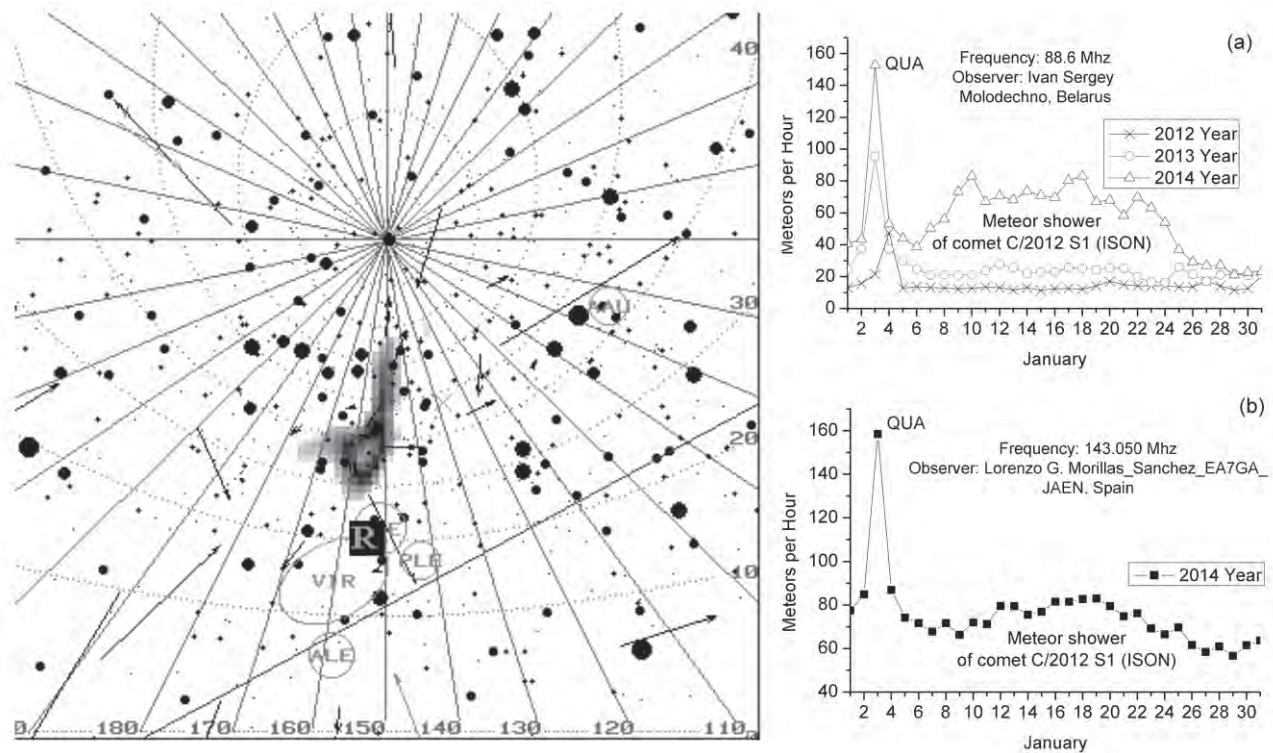 40
30
20
10
AAU
R
E
PLE
VIR
ALE
0 180 170 160 150 140 130 120 110
(a)
Frequency: 88.6 Mhz
Observer: Ivan Sergey
Molodechno, Belarus
QUA
2012 Year
2013 Year
2014 Year
Meteor shower
of comet C/2012 S1 (ISON)
Meteors per Hour
160
140
120
100
80
60
40
20
0
2 4 6 8 10 12 14 16 18 20 22 24 26 28 30
January
(b)
QUA
Frequency: 143.050 Mhz
Observer: Lorenzo G. Morillas_Sanchez_EA7GA_
JAEN. Spain
2014 Year
Meteor shower
of comet C/2012 S1 (ISON)
Meteors per Hour
160
140
120
100
80
60
40
2 4 6 8 10 12 14 16 18 20 22 24 26 28 30
January